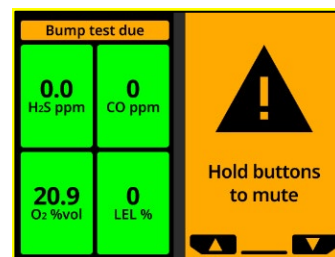 Bump test due
0.0
H₂S ppm
0
CO ppm
20.9
O₂ %vol
0
LEL %
!
Hold buttons
to mute